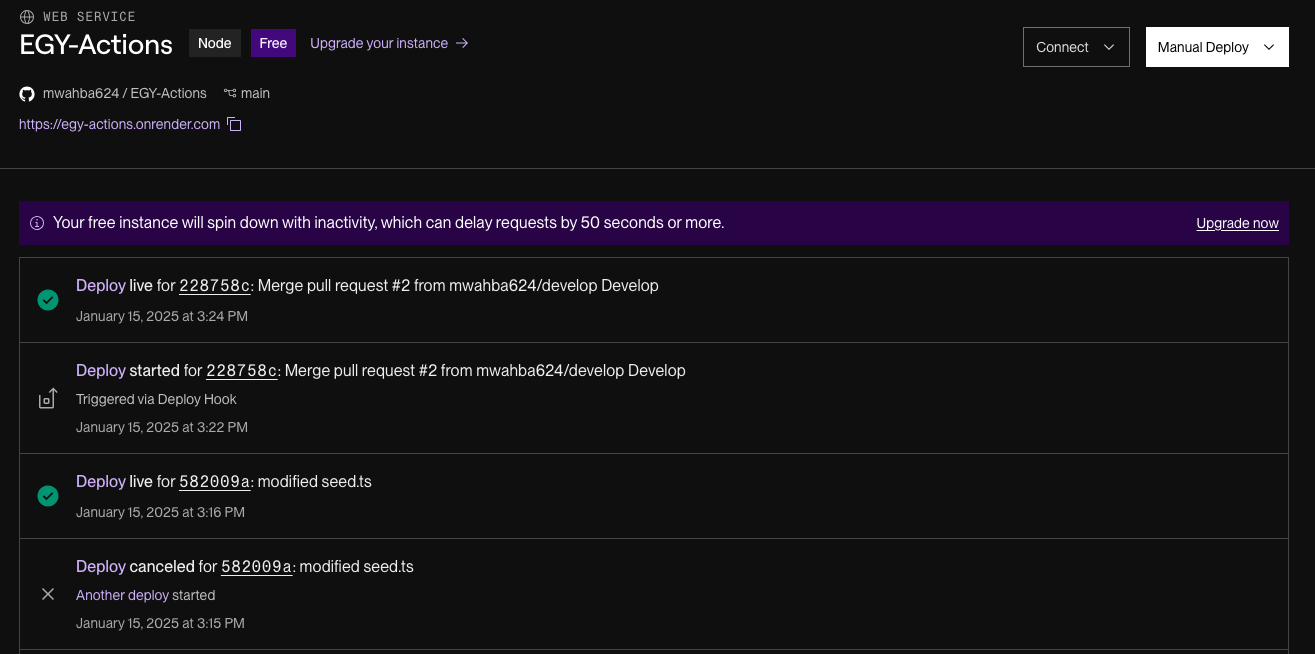 WEB SERVICE
EGY-Actions Node Free Upgrade your instance → Connect Manual Deploy
mwahba624 / EGY-Actions main
https://egy-actions.onrender.com
Your free instance will spin down with inactivity, which can delay requests by 50 seconds or more. Upgrade now
Deploy live for 228758c: Merge pull request #2 from mwahba624/develop Develop
January 15, 2025 at 3:24 PM
Deploy started for 228758c: Merge pull request #2 from mwahba624/develop Develop
Triggered via Deploy Hook
January 15, 2025 at 3:22 PM
Deploy live for 582009a: modified seed.ts
January 15, 2025 at 3:16 PM
Deploy canceled for 582009a: modified seed.ts
Another deploy started
January 15, 2025 at 3:15 PM